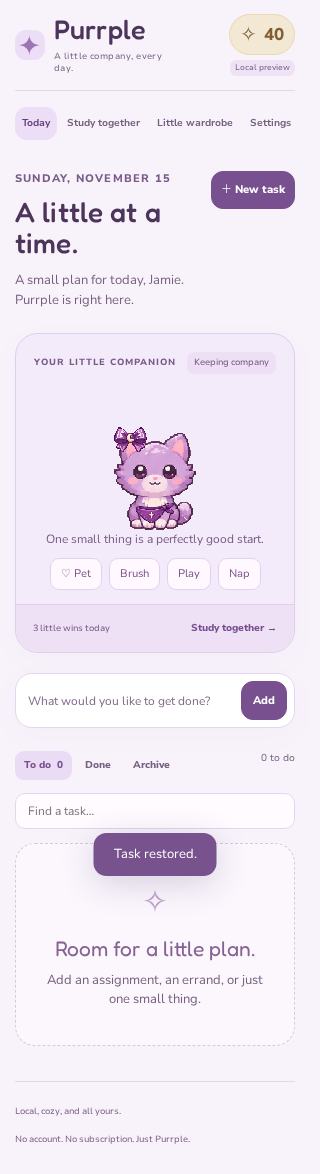 Purrple
A little cozy, every
day.
✧ 40
Local preview
Today Study together Little wardrobe Settings
SUNDAY, NOVEMBER 15
A little at a
time.
+ New task
A small plan for today, Jamie.
Purrple is right here.
YOUR LITTLE COMPANION
Keeping company
One small thing is a perfectly good start.
♡ Pet Brush Play Nap
3 little wins today
Study together →
What would you like to get done?
Add
To do 0 Done Archive
0 to do
Find a task...
Task restored.
Room for a little plan.
Add an assignment, an errand, or just
one small thing.
Local, cozy, and all yours.
No account. No subscription. Just Purrple.